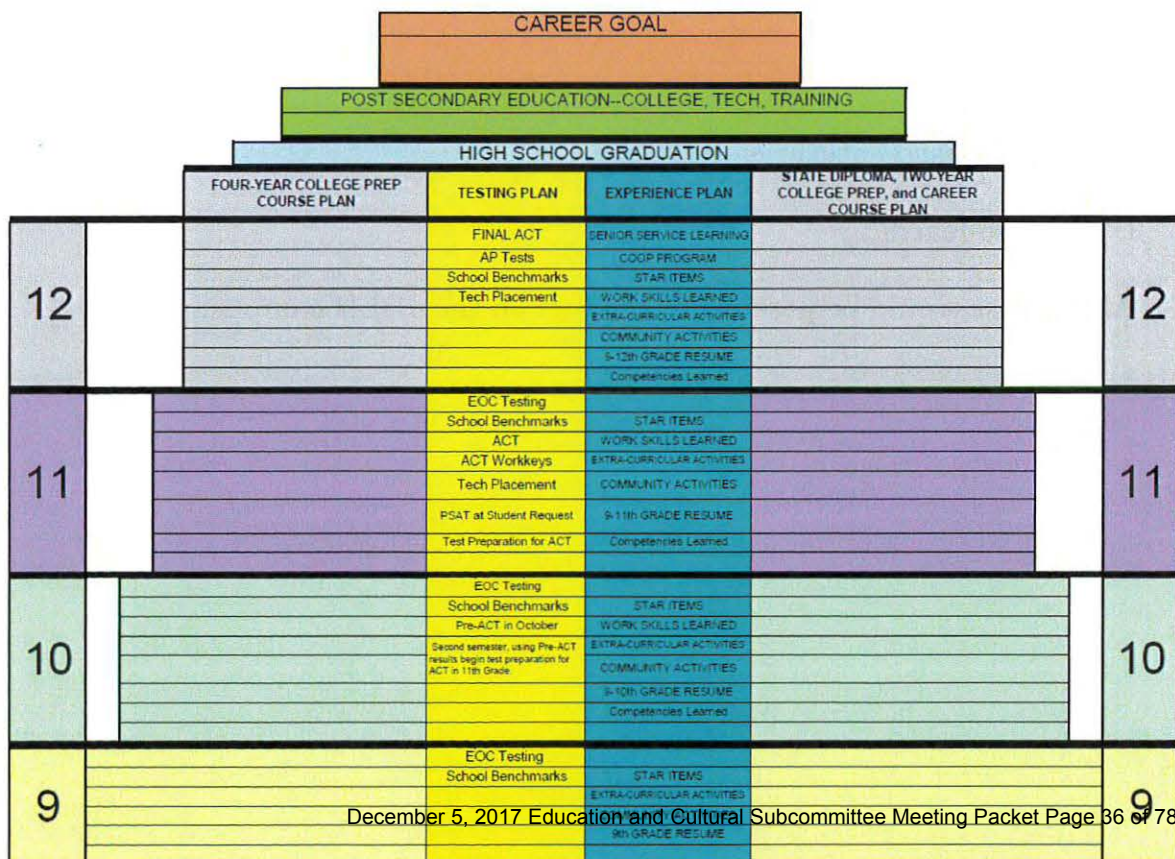 CAREER GOAL
POST SECONDARY EDUCATION--COLLEGE, TECH, TRAINING
HIGH SCHOOL GRADUATION
FOUR-YEAR COLLEGE PREP
COURSE PLAN
TESTING PLAN
EXPERIENCE PLAN
STATE DIPLOMA, TWO-YEAR
COLLEGE PREP, and CAREER
COURSE PLAN
12
FINAL ACT
SENIOR SERVICE LEARNING
AP Tests
COOP PROGRAM
School Benchmarks
STAR ITEMS
Tech Placement
WORK SKILLS LEARNED
EXTRA-CURRICULAR ACTIVITIES
COMMUNITY ACTIVITIES
9-12th GRADE RESUME
Competencies Learned
12
11
EOC Testing
School Benchmarks
STAR ITEMS
ACT
WORK SKILLS LEARNED
ACT Workkeys
EXTRA-CURRICULAR ACTIVITIES
Tech Placement
COMMUNITY ACTIVITIES
PSAT at Student Request
9-11th GRADE RESUME
Test Preparation for ACT
Competencies Learned
11
10
EOC Testing
School Benchmarks
STAR ITEMS
Pre-ACT in October
WORK SKILLS LEARNED
Second semester, using Pre-ACT
results begin test preparation for
ACT in 11th Grade.
EXTRA-CURRICULAR ACTIVITIES
COMMUNITY ACTIVITIES
9-10th GRADE RESUME
Competencies Learned
10
9
EOC Testing
School Benchmarks
STAR ITEMS
EXTRA-CURRICULAR ACTIVITIES
COMMUNITY ACTIVITIES
9th GRADE RESUME
9
December 5, 2017 Education and Cultural Subcommittee Meeting Packet Page 36 of 78